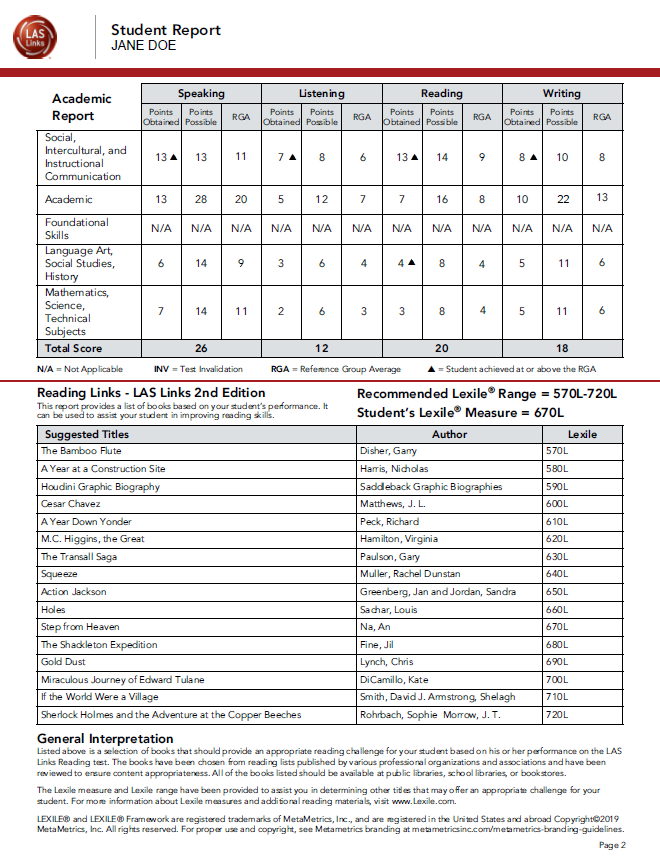 LAS
Links
Student Report
JANE DOE
Academic Report Speaking Listening Reading Writing
Points Obtained Points Possible RGA Points Obtained Points Possible RGA Points Obtained Points Possible RGA Points Obtained Points Possible RGA
Social, Intercultural, and Instructional Communication 13 ▲ 13 11 7 ▲ 8 6 13 ▲ 14 9 8 ▲ 10 8
Academic 13 28 20 5 12 7 7 16 8 10 22 13
Foundational Skills N/A N/A N/A N/A N/A N/A N/A N/A N/A N/A N/A N/A
Language Art, Social Studies, History 6 14 9 3 6 4 4 ▲ 8 4 5 11 6
Mathematics, Science, Technical Subjects 7 14 11 2 6 3 3 8 4 5 11 6
Total Score 26 12 20 18
N/A = Not Applicable INV = Test Invalidation RGA = Reference Group Average ▲ = Student achieved at or above the RGA
Reading Links - LAS Links 2nd Edition
This report provides a list of books based on your student's performance. It
can be used to assist your student in improving reading skills.
Recommended Lexile® Range = 570L-720L
Student's Lexile® Measure = 670L
Suggested Titles Author Lexile
The Bamboo Flute Disher, Garry 570L
A Year at a Construction Site Harris, Nicholas 580L
Houdini Graphic Biography Saddleback Graphic Biographies 590L
Cesar Chavez Matthews, J. L. 600L
A Year Down Yonder Peck, Richard 610L
M.C. Higgins, the Great Hamilton, Virginia 620L
The Transall Saga Paulson, Gary 630L
Squeeze Muller, Rachel Dunstan 640L
Action Jackson Greenberg, Jan and Jordan, Sandra 650L
Holes Sachar, Louis 660L
Step from Heaven Na, An 670L
The Shackleton Expedition Fine, Jil 680L
Gold Dust Lynch, Chris 690L
Miraculous Journey of Edward Tulane DiCamillo, Kate 700L
If the World Were a Village Smith, David J. Armstrong, Shelagh 710L
Sherlock Holmes and the Adventure at the Copper Beeches Rohrbach, Sophie Morrow, J. T. 720L
General Interpretation
Listed above is a selection of books that should provide an appropriate reading challenge for your student based on his or her performance on the LAS
Links Reading test. The books have been chosen from reading lists published by various professional organizations and associations and have been
reviewed to ensure content appropriateness. All of the books listed should be available at public libraries, school libraries, or bookstores.
The Lexile measure and Lexile range have been provided to assist you in determining other titles that may offer an appropriate challenge for your
student. For more information about Lexile measures and additional reading materials, visit www.Lexile.com.
LEXILE® and LEXILE® Framework are registered trademarks of MetaMetrics, Inc., and are registered in the United States and abroad Copyright©2019
MetaMetrics, Inc. All rights reserved. For proper use and copyright, see Metametrics branding at metametricsinc.com/metametrics-branding-guidelines.
Page 2